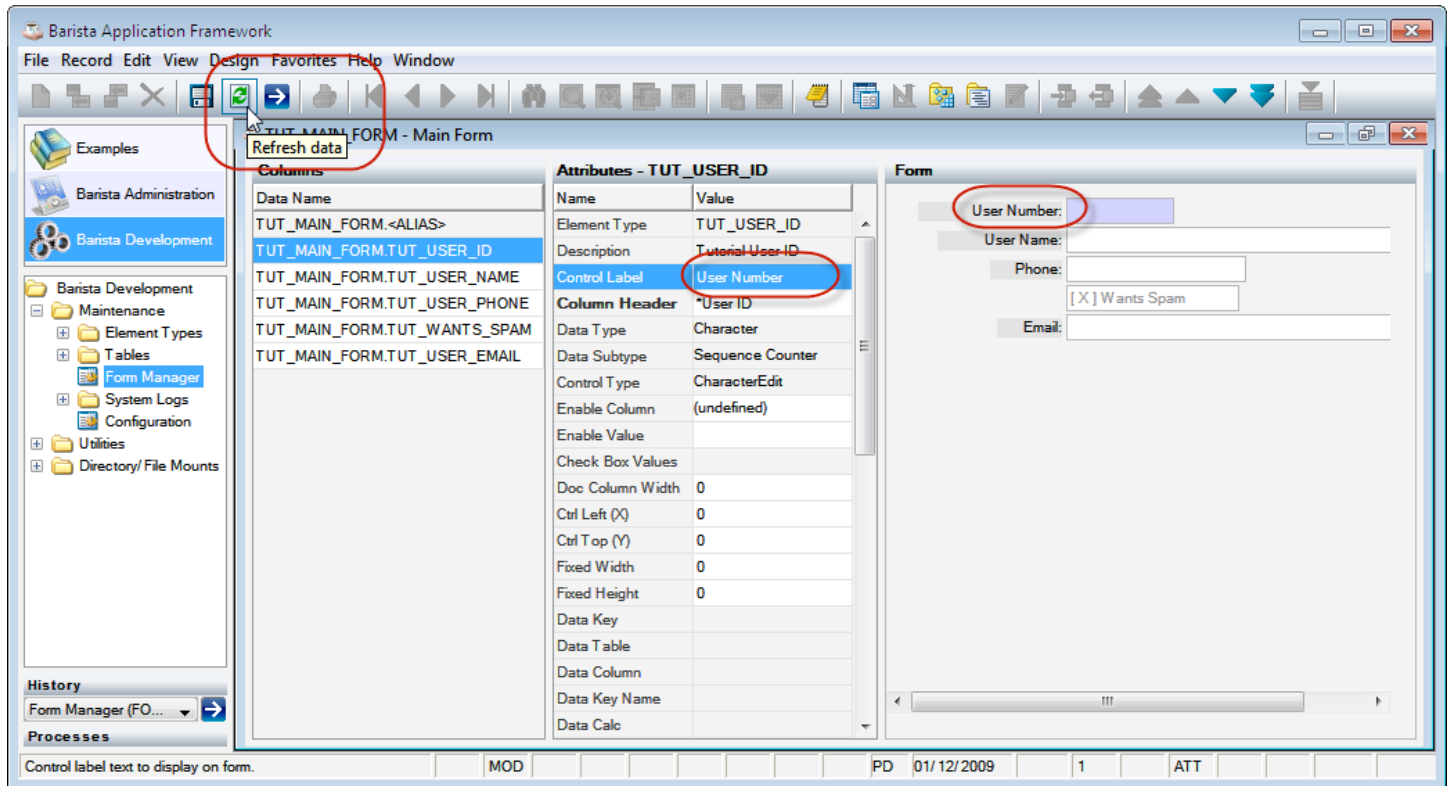 Barista Application Framework
File Record Edit View Design Favorites Help Window
Refresh data
TUT_MAIN_FORM - Main Form
Examples
Barista Administration
Barista Development
Barista Development
Maintenance
Element Types
Tables
Form Manager
System Logs
Configuration
Utilities
Directory/ File Mounts
History
Form Manager (FO...
Processes
Columns
Data Name
TUT_MAIN_FORM.<ALIAS>
TUT_MAIN_FORM.TUT_USER_ID
TUT_MAIN_FORM.TUT_USER_NAME
TUT_MAIN_FORM.TUT_USER_PHONE
TUT_MAIN_FORM.TUT_WANTS_SPAM
TUT_MAIN_FORM.TUT_USER_EMAIL
Attributes - TUT_USER_ID
Name Value
Element Type TUT_USER_ID
Description Tutorial User ID
Control Label User Number
Column Header *User ID
Data Type Character
Data Subtype Sequence Counter
Control Type CharacterEdit
Enable Column (undefined)
Enable Value
Check Box Values
Doc Column Width 0
Ctrl Left (X) 0
Ctrl Top (Y) 0
Fixed Width 0
Fixed Height 0
Data Key
Data Table
Data Column
Data Key Name
Data Calc
Form
User Number:
User Name:
Phone:
[X] Wants Spam
Email:
Control label text to display on form. MOD PD 01/12/2009 1 ATT